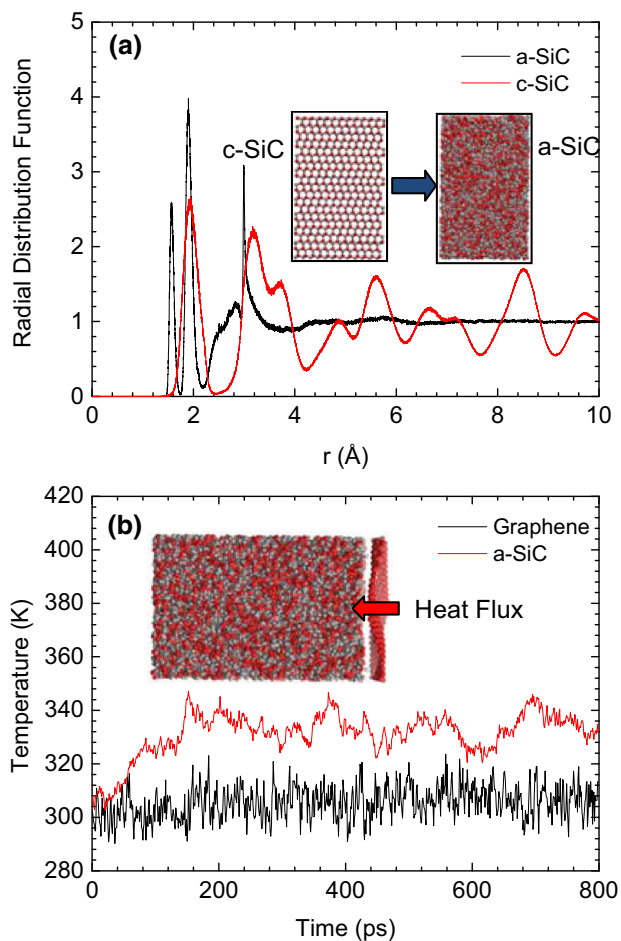 (a)
a-SiC
c-SiC
c-SiC
a-SiC
Radial Distribution Function
5
4
3
2
1
0
0 2 4 6 8 10
r (Å)
(b)
Graphene
a-SiC
Heat Flux
Temperature (K)
420
400
380
360
340
320
300
280
0 200 400 600 800
Time (ps)